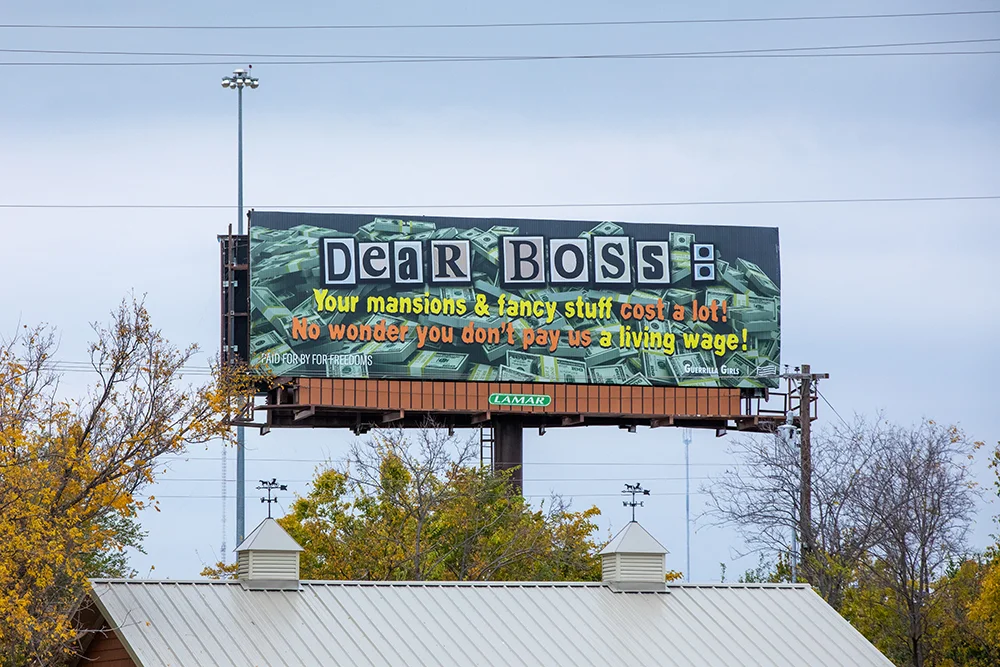 Dear Boss:
Your mansions & fancy stuff cost a lot!
No wonder you don't pay us a living wage!
PAID FOR BY FOR FREEDOMS
Guerrilla Girls
LAMAR